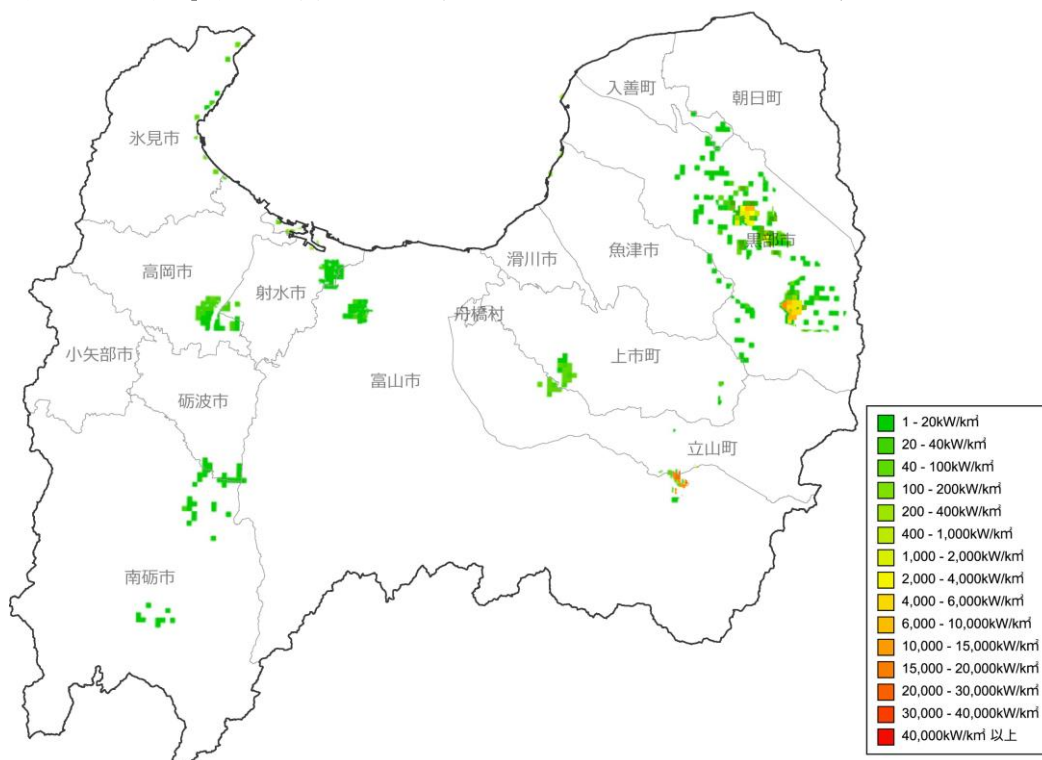 入善町
朝日町
氷見市
黒部市
魚津市
滑川市
高岡市
射水市
舟橋村
上市町
小矢部市
富山市
砺波市
立山町
南砺市
1 - 20kW/k㎡
20 - 40kW/k㎡
40 - 100kW/k㎡
100 - 200kW/k㎡
200 - 400kW/k㎡
400 - 1,000kW/k㎡
1,000 - 2,000kW/k㎡
2,000 - 4,000kW/k㎡
4,000 - 6,000kW/k㎡
6,000 - 10,000kW/k㎡
10,000 - 15,000kW/k㎡
15,000 - 20,000kW/k㎡
20,000 - 30,000kW/k㎡
30,000 - 40,000kW/k㎡
40,000kW/k㎡ 以上